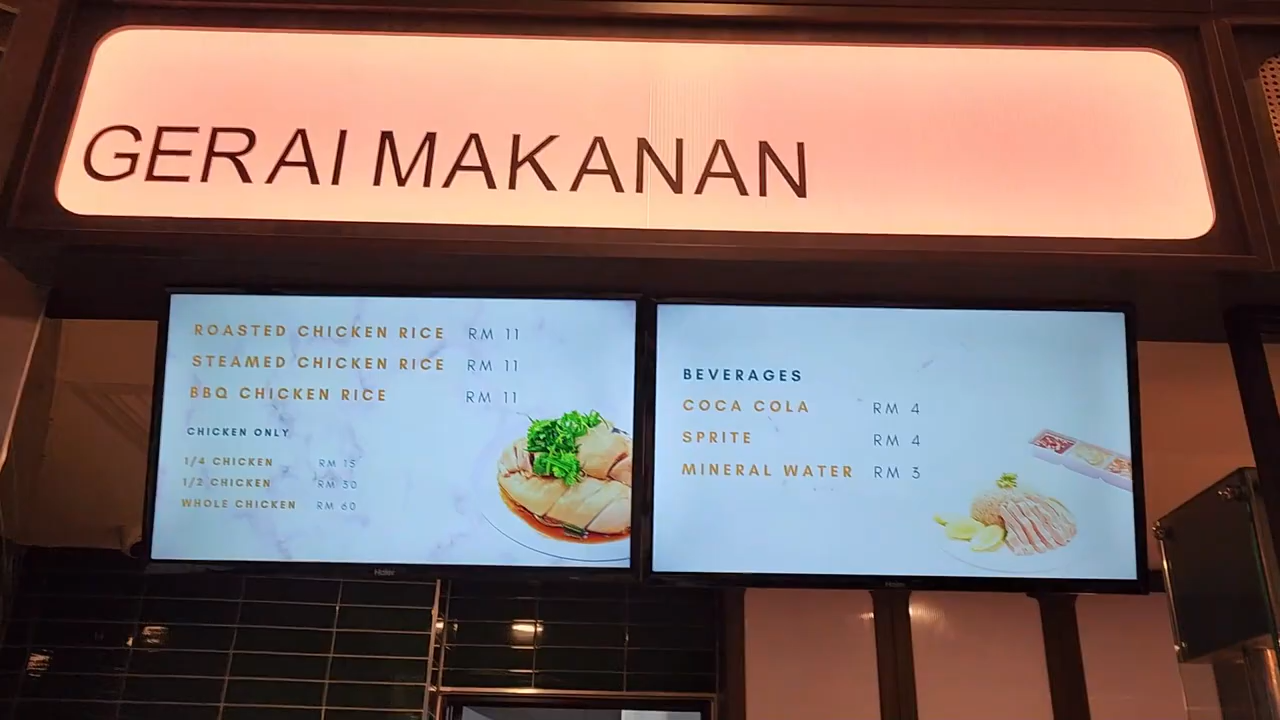 GERAI MAKANAN
ROASTED CHICKEN RICE RM 11
STEAMED CHICKEN RICE RM 11
BBQ CHICKEN RICE RM 11
CHICKEN ONLY
1/4 CHICKEN RM 15
1/2 CHICKEN RM 30
WHOLE CHICKEN RM 60
BEVERAGES
COCA COLA RM 4
SPRITE RM 4
MINERAL WATER RM 3
Haier
Haier